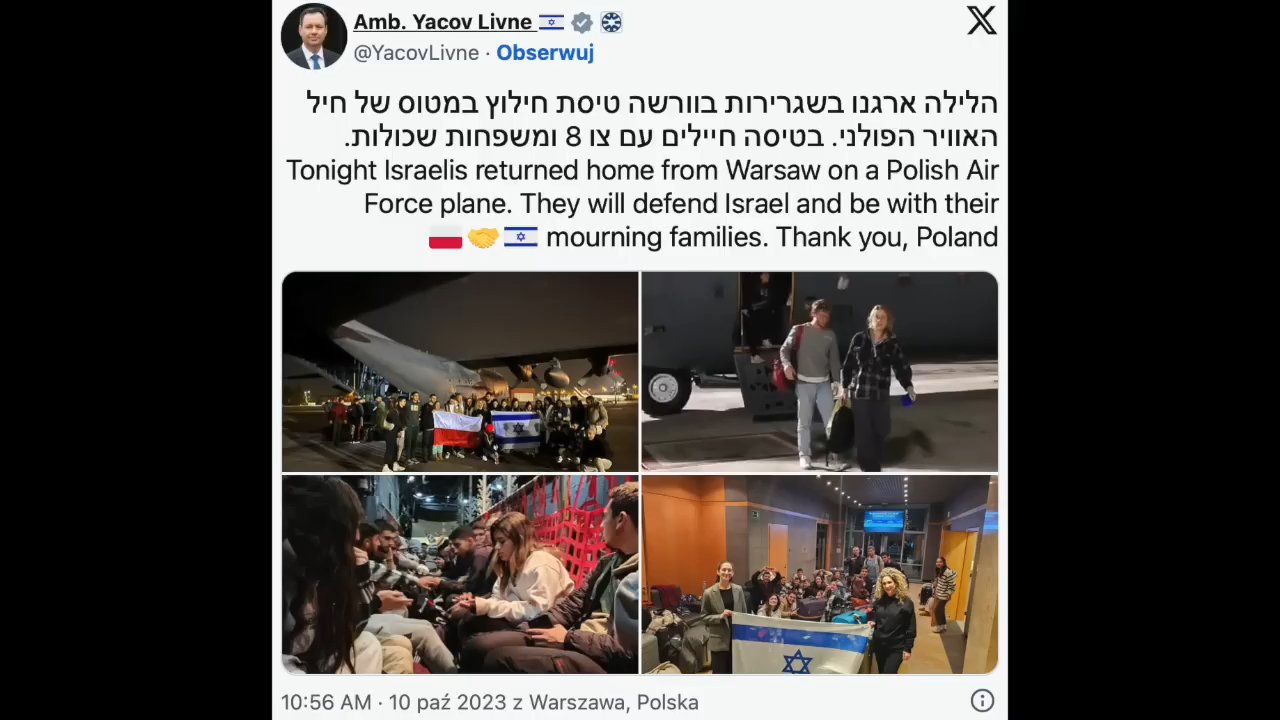 Amb. Yacov Livne 🇮🇱
@YacovLivne · Obserwuj
הלילה ארגנו בשגרירות בוורשה טיסת חילוץ במטוס של חיל
האוויר הפולני. בטיסה חיילים עם צו 8 ומשפחות שכולות.
Tonight Israelis returned home from Warsaw on a Polish Air
Force plane. They will defend Israel and be with their
mourning families. Thank you, Poland 🇮🇱🤝🇵🇱
10:56 AM · 10 paź 2023 z Warszawa, Polska